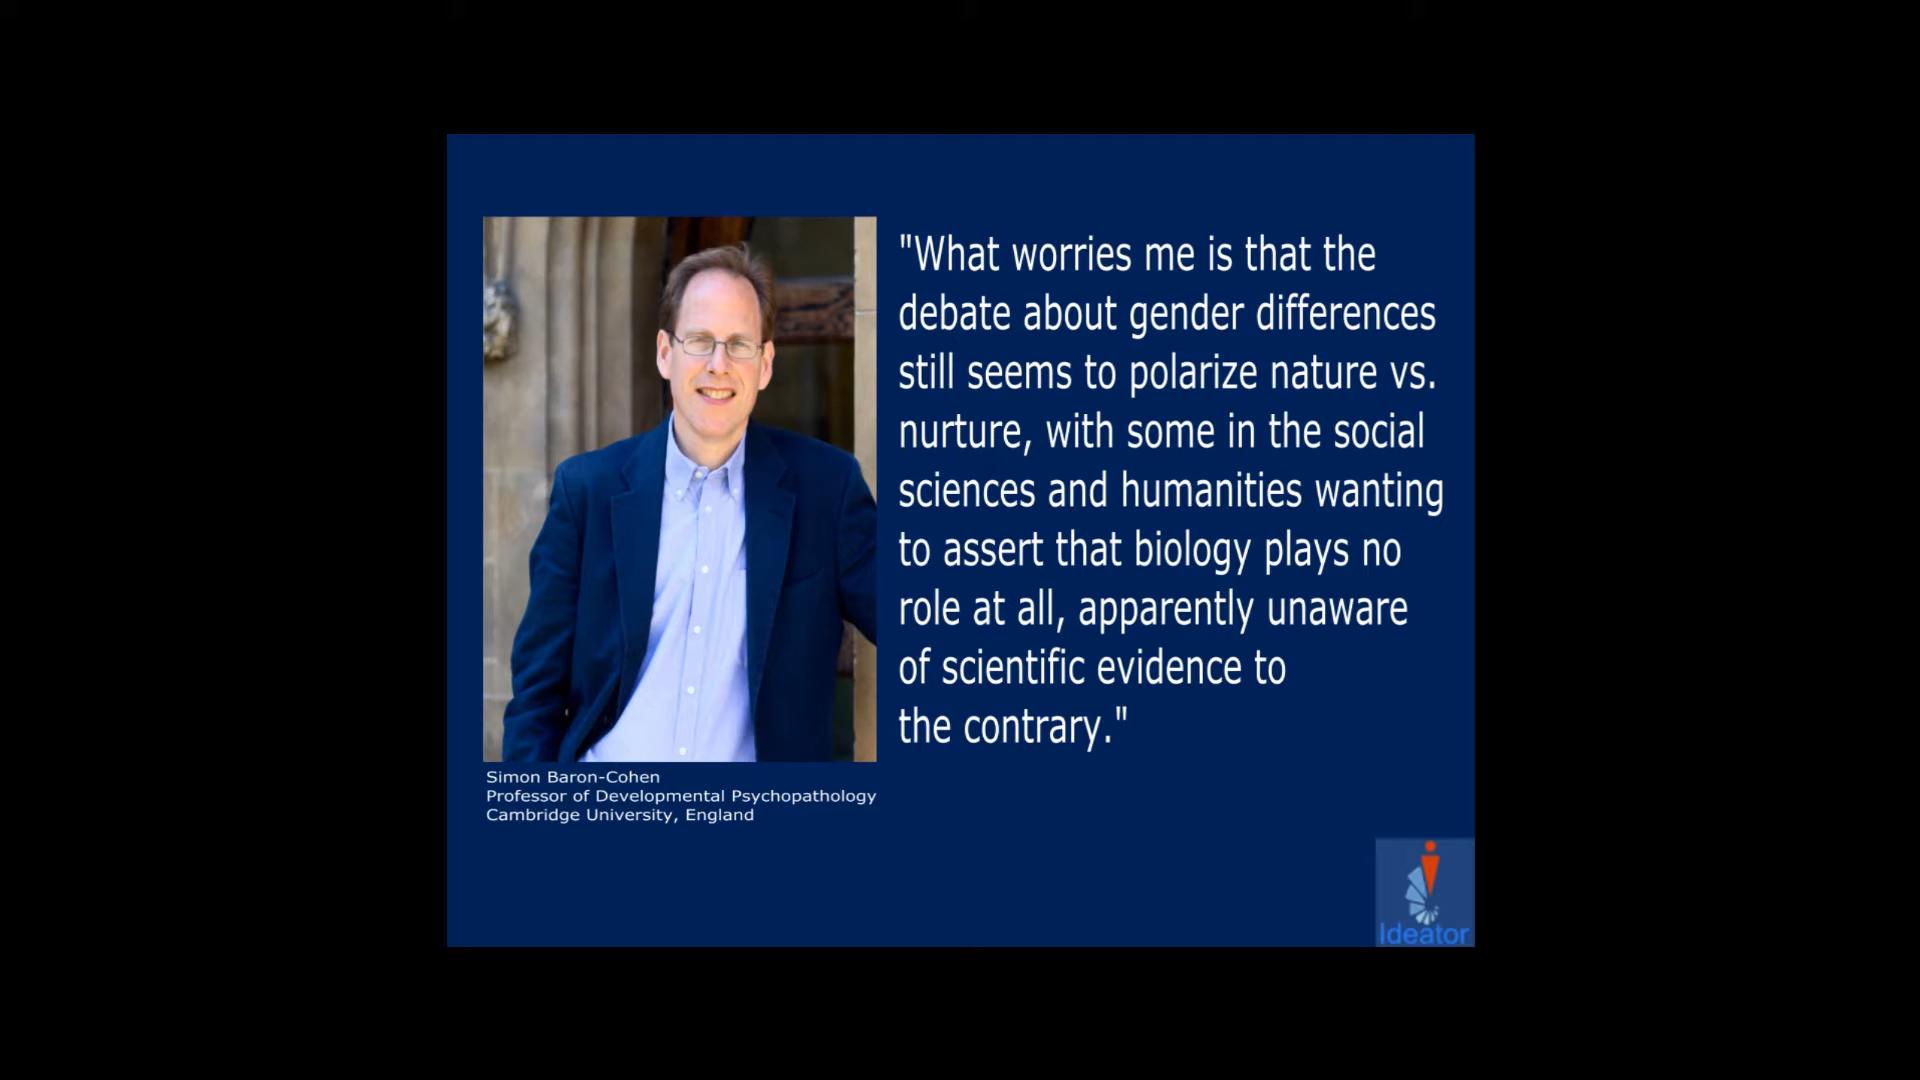 "What worries me is that the
debate about gender differences
still seems to polarize nature vs.
nurture, with some in the social
sciences and humanities wanting
to assert that biology plays no
role at all, apparently unaware
of scientific evidence to
the contrary."
Simon Baron-Cohen
Professor of Developmental Psychopathology
Cambridge University, England
Ideator